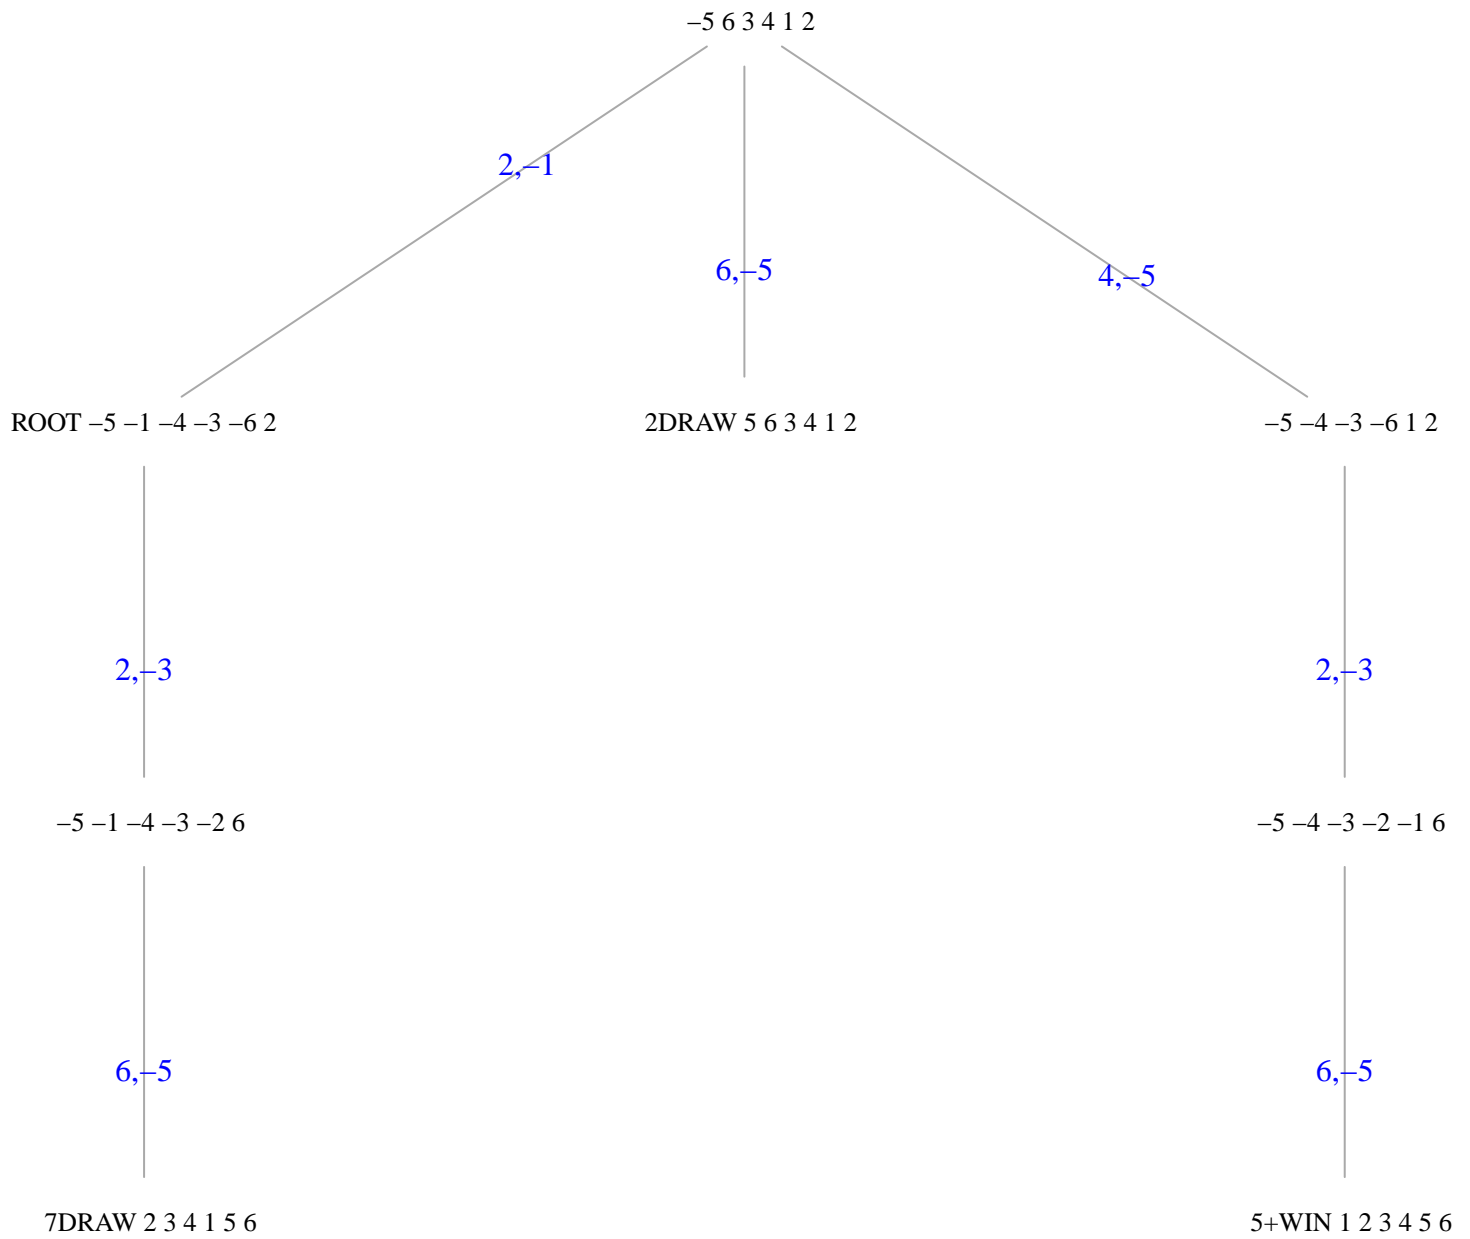 –5 6 3 4 1 2
2,–1
6,–5
4,–5
ROOT –5 –1 –4 –3 –6 2
2DRAW 5 6 3 4 1 2
–5 –4 –3 –6 1 2
2,–3
2,–3
–5 –1 –4 –3 –2 6
–5 –4 –3 –2 –1 6
6,–5
6,–5
7DRAW 2 3 4 1 5 6
5+WIN 1 2 3 4 5 6